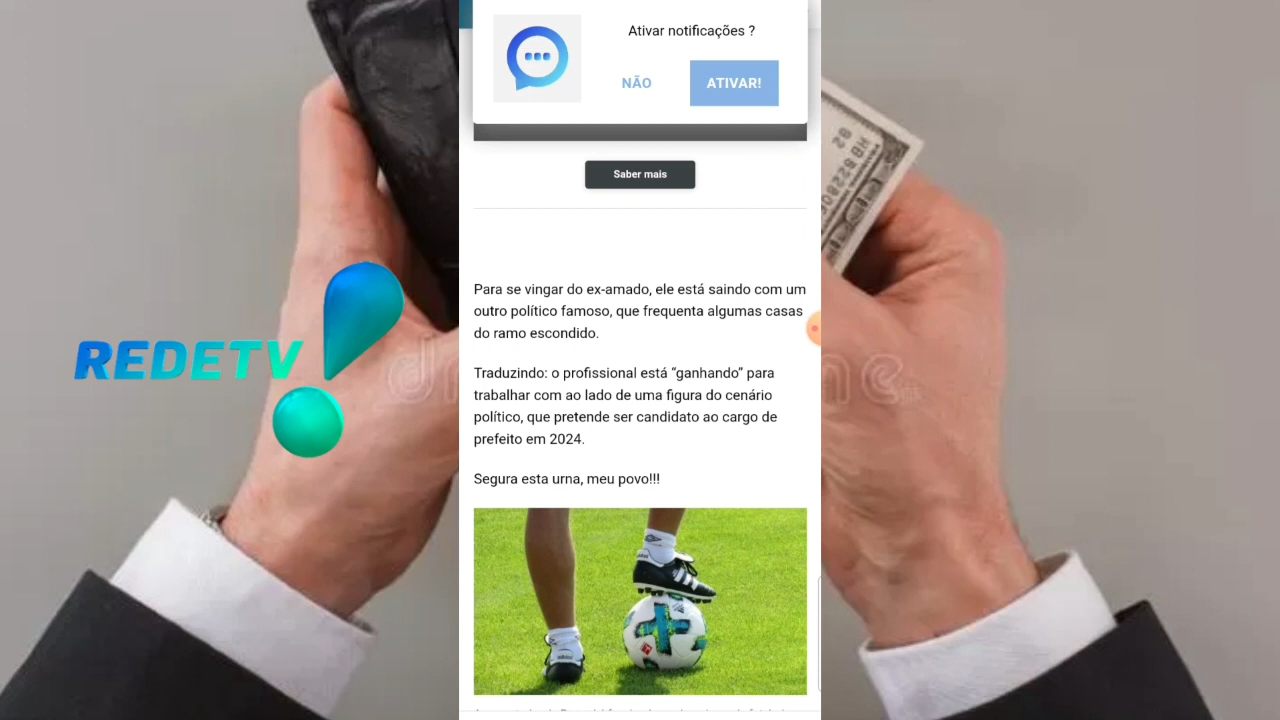 Ativar notificações ?
NÃO
ATIVAR!
Saber mais
Para se vingar do ex-amado, ele está saindo com um
outro político famoso, que frequenta algumas casas
do ramo escondido.
Traduzindo: o profissional está “ganhando” para
trabalhar com ao lado de uma figura do cenário
político, que pretende ser candidato ao cargo de
prefeito em 2024.
Segura esta urna, meu povo!!!
REDETV!